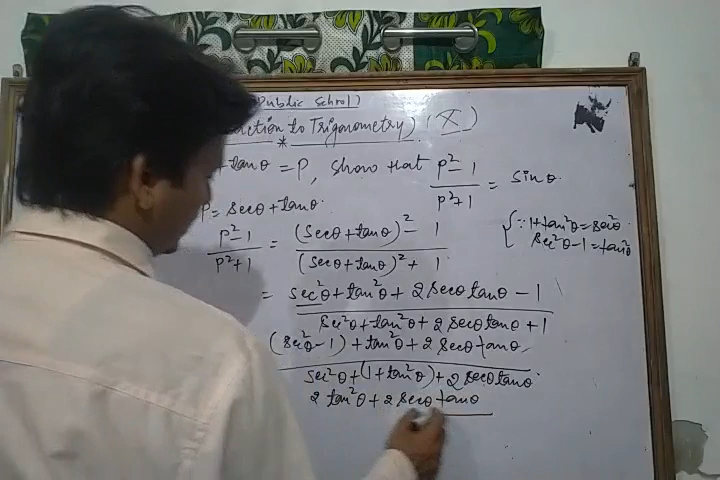 Public School)
ction to Trigonometry) (X)
*
+ tanθ = P, show that P²-1 / P²+1 = sinθ.
P = secθ + tanθ.
P²-1 / P²+1 = (secθ + tanθ)² - 1 / (secθ + tanθ)² + 1
{∵ 1+tan²θ = sec²θ
sec²θ-1 = tan²θ
= sec²θ + tan²θ + 2 secθ tanθ - 1
sec²θ + tan²θ + 2 secθ tanθ + 1
(sec²θ-1) + tan²θ + 2 secθ tanθ
sec²θ + (1 + tan²θ) + 2 secθ tanθ.
2 tan²θ + 2 secθ tanθ